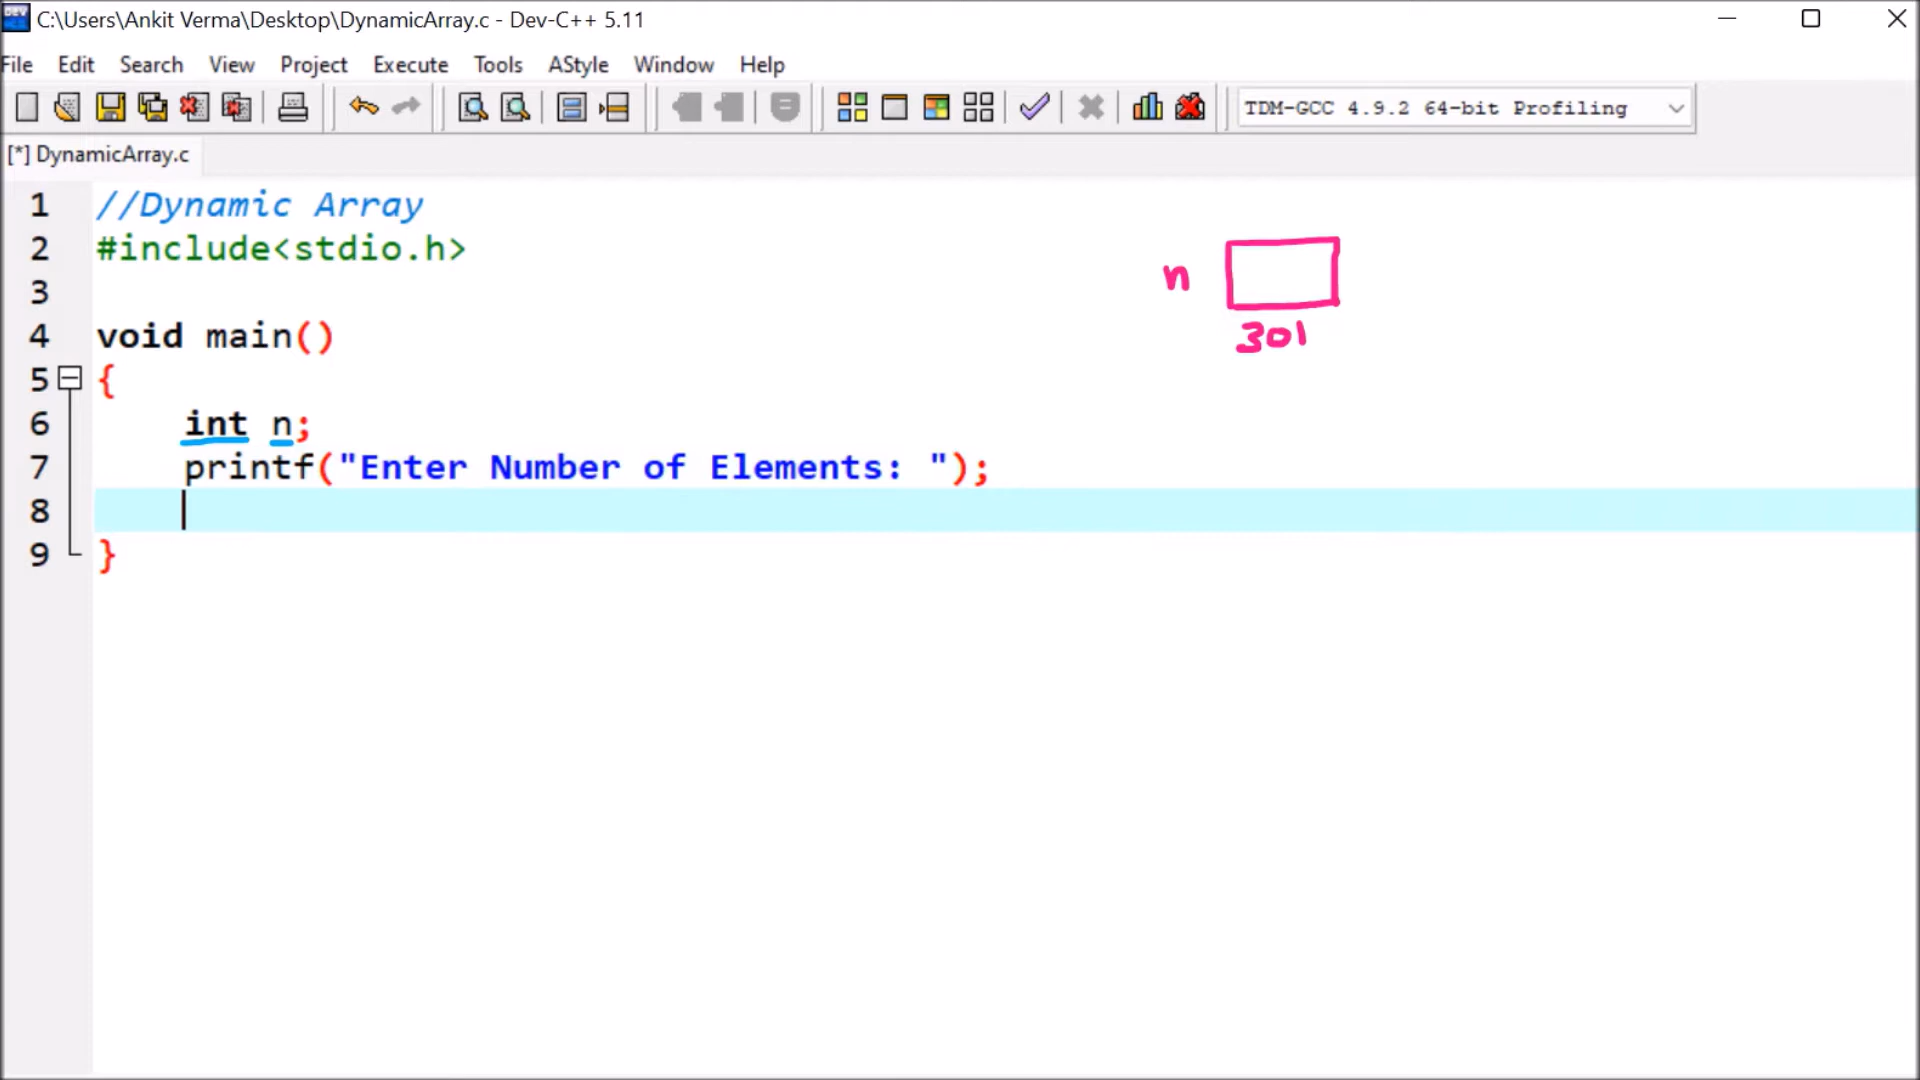 C:\Users\Ankit Verma\Desktop\DynamicArray.c - Dev-C++ 5.11
File Edit Search View Project Execute Tools AStyle Window Help
TDM-GCC 4.9.2 64-bit Profiling
[*] DynamicArray.c
1 //Dynamic Array
2 #include<stdio.h>
3
4 void main()
5 {
6 int n;
7 printf("Enter Number of Elements: ");
8
9 }
n
301